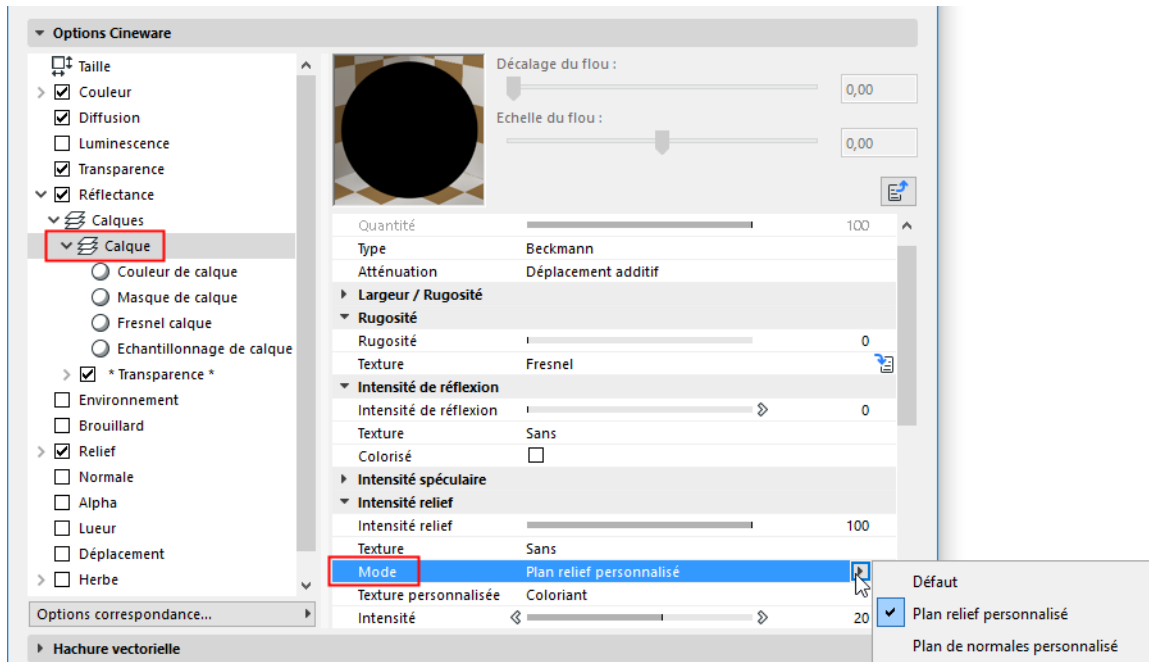 Options Cineware
Taille
Couleur
Diffusion
Luminescence
Transparence
Réflectance
Calques
Calque
Couleur de calque
Masque de calque
Fresnel calque
Echantillonnage de calque
* Transparence *
Environnement
Brouillard
Relief
Normale
Alpha
Lueur
Déplacement
Herbe
Options correspondance...
Décalage du flou :
0,00
Echelle du flou :
0,00
Quantité 100
Type Beckmann
Atténuation Déplacement additif
Largeur / Rugosité
Rugosité
Rugosité 0
Texture Fresnel
Intensité de réflexion
Intensité de réflexion 0
Texture Sans
Colorisé
Intensité spéculaire
Intensité relief
Intensité relief 100
Texture Sans
Mode Plan relief personnalisé
Texture personnalisée Coloriant
Intensité 20
Défaut
Plan relief personnalisé
Plan de normales personnalisé
Hachure vectorielle